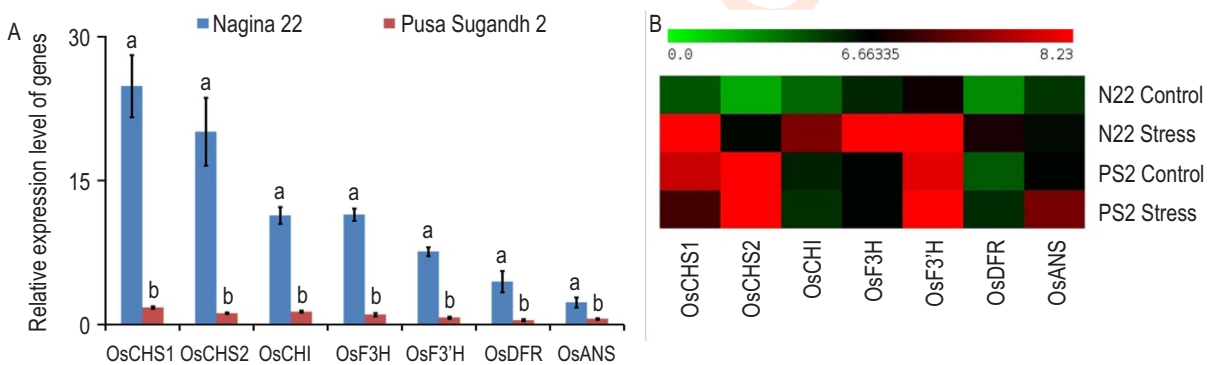 A
Nagina 22
Pusa Sugandh 2
Relative expression level of genes
30
15
0
a
b
a
b
a
b
a
b
a
b
a
b
a
b
OsCHS1 OsCHS2 OsCHI OsF3H OsF3'H OsDFR OsANS
B
0.0 6.66335 8.23
N22 Control
N22 Stress
PS2 Control
PS2 Stress
OsCHS1
OsCHS2
OsCHI
OsF3H
OsF3'H
OsDFR
OsANS